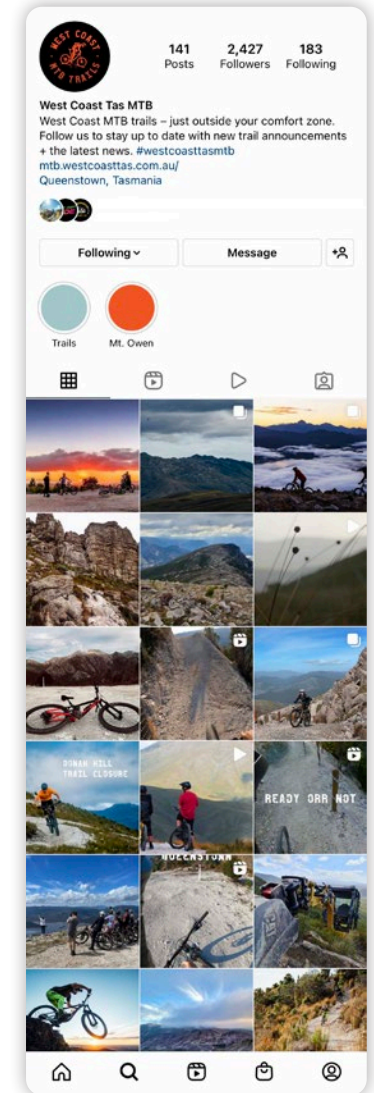 WEST COAST
MTB TRAILS
141 2,427 183
Posts Followers Following
West Coast Tas MTB
West Coast MTB trails – just outside your comfort zone.
Follow us to stay up to date with new trail announcements
+ the latest news. #westcoasttasmtb
mtb.westcoasttas.com.au/
Queenstown, Tasmania
Following Message
Trails Mt. Owen
TRAIL CLOSURE
READY ORR NOT
QUEENSTOWN